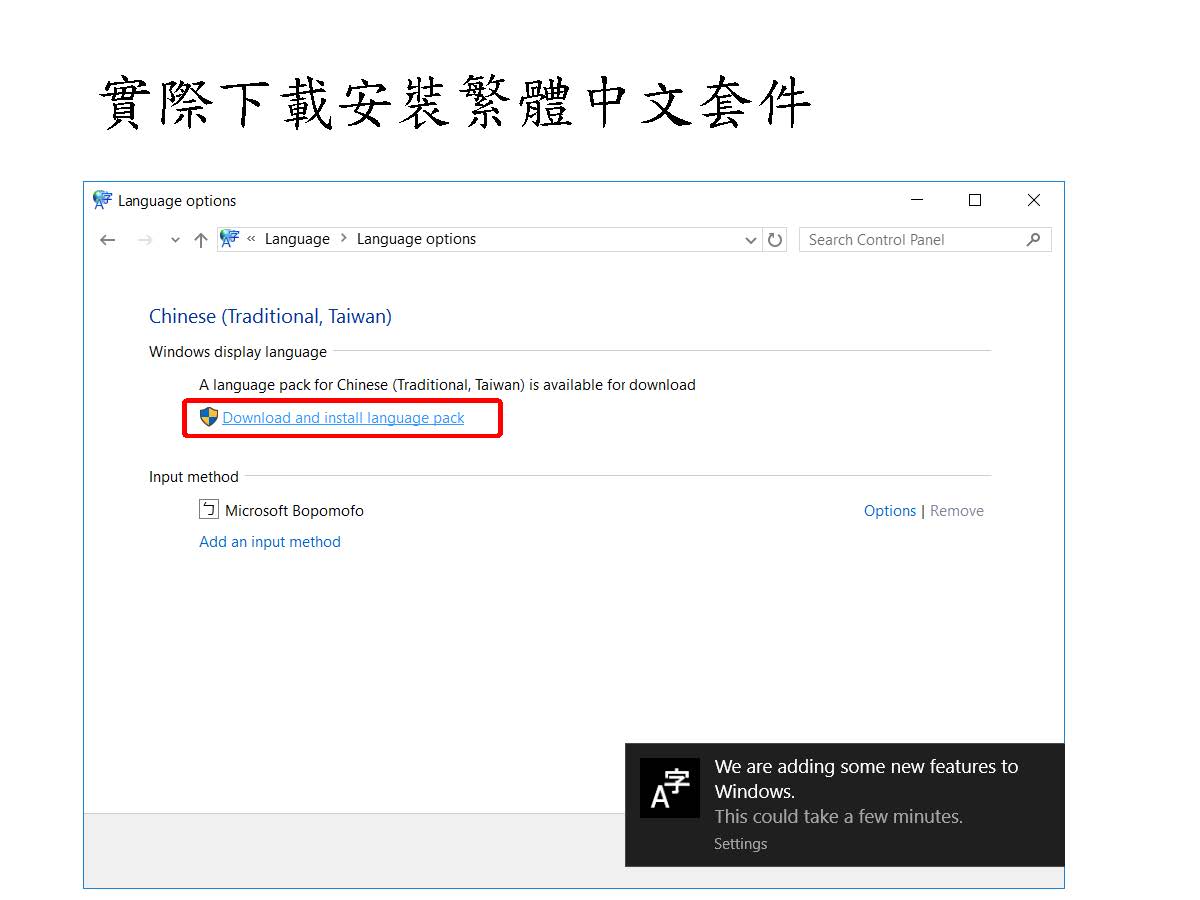 實際下載安裝繁體中文套件
Language options
« Language > Language options
Search Control Panel
Chinese (Traditional, Taiwan)
Windows display language
A language pack for Chinese (Traditional, Taiwan) is available for download
Download and install language pack
Input method
ㄅ Microsoft Bopomofo
Options | Remove
Add an input method
A字
We are adding some new features to
Windows.
This could take a few minutes.
Settings